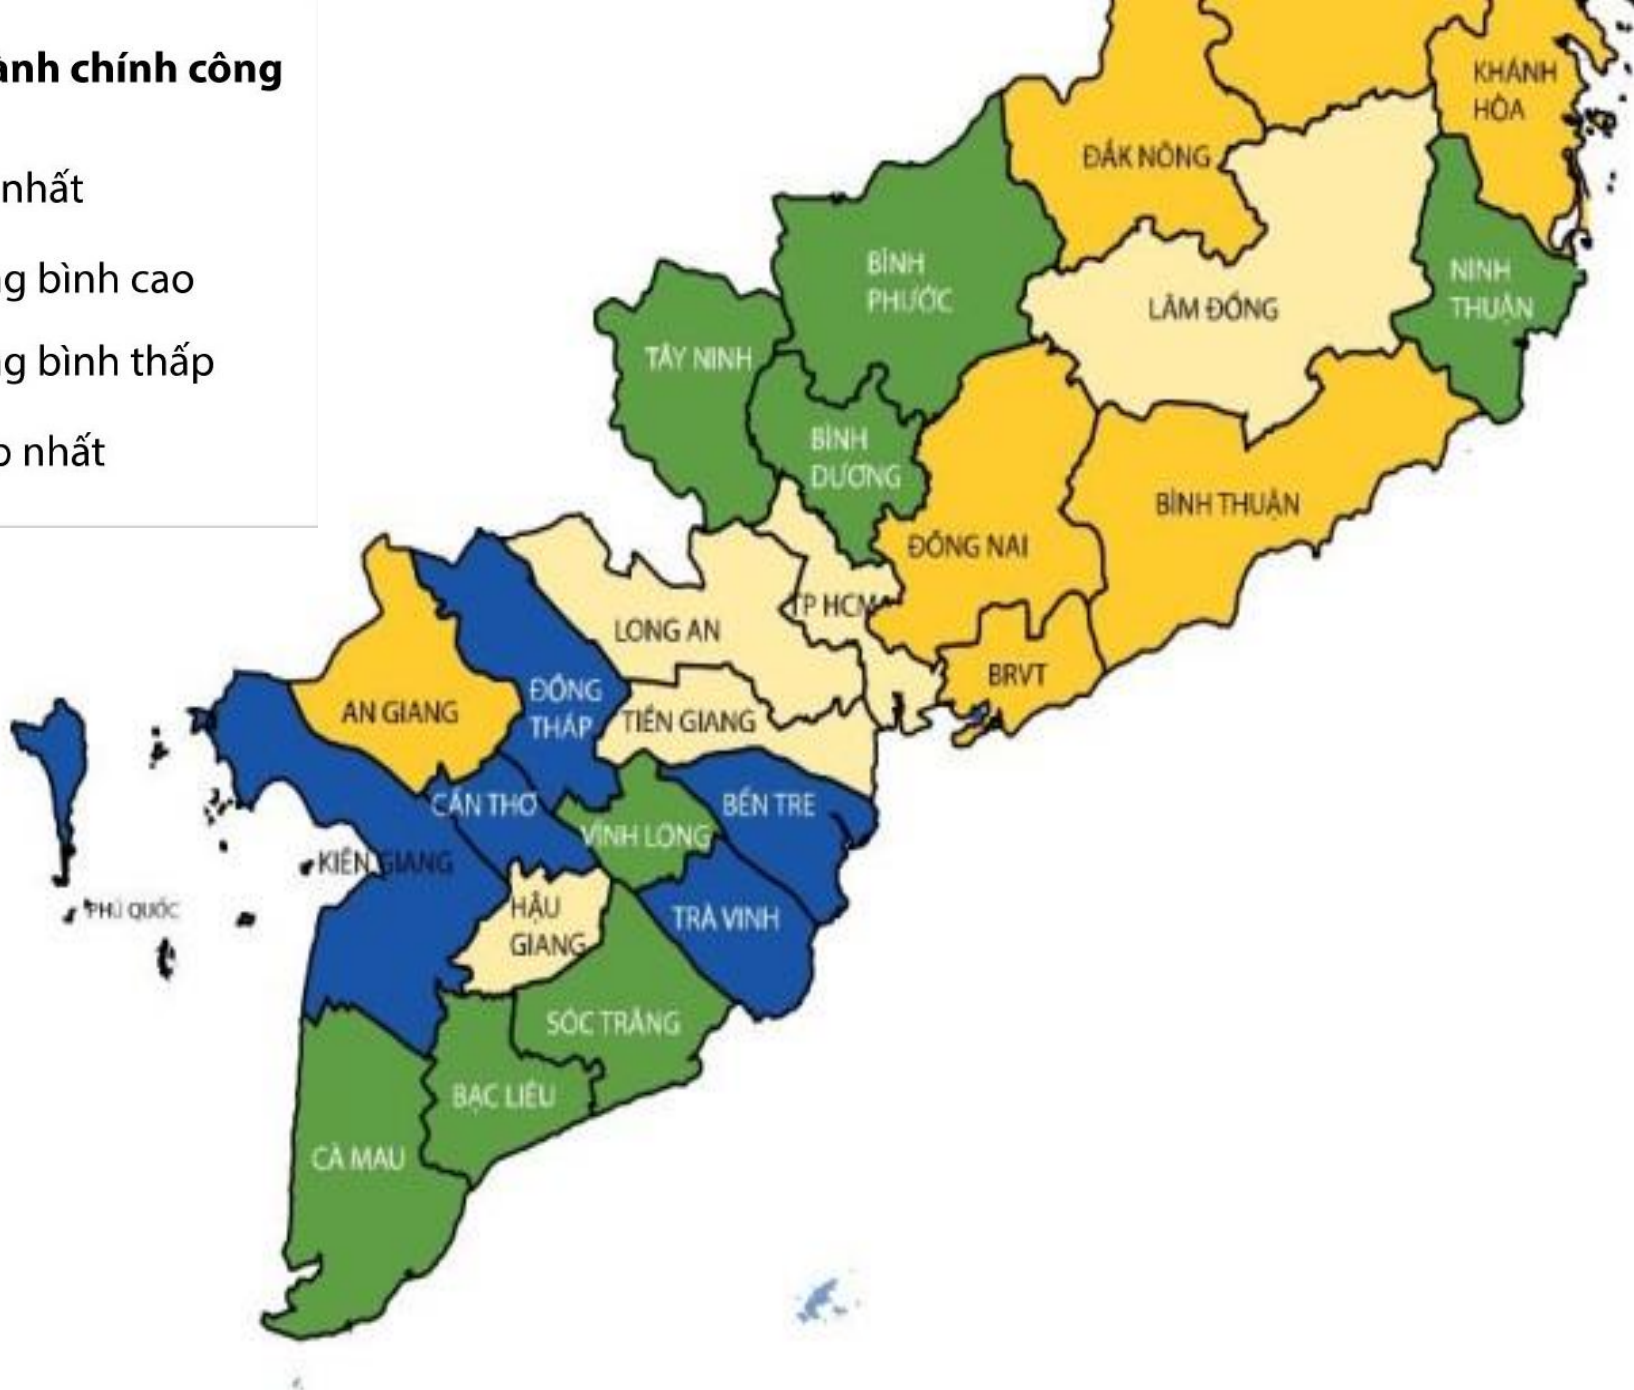 ành chính công
nhất
g bình cao
g bình thấp
nhất
KHÁNH
HÒA
ĐẮK NÔNG
BÌNH
PHƯỚC
NINH
THUẬN
LÂM ĐỒNG
TÂY NINH
BÌNH
DƯƠNG
BÌNH THUẬN
ĐỒNG NAI
TP HCM
LONG AN
BRVT
ĐỒNG
THÁP
AN GIANG
TIỀN GIANG
CẦN THƠ
BẾN TRE
VĨNH LONG
KIÊN GIANG
HẬU
GIANG
PHÚ QUỐC
TRÀ VINH
SÓC TRĂNG
BẠC LIÊU
CÀ MAU